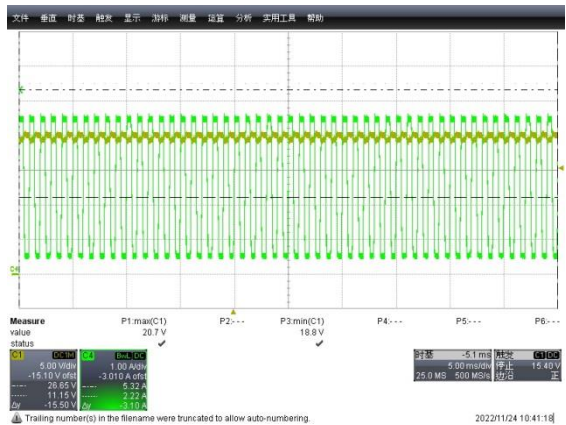 文件 垂直 时基 触发 显示 游标 测量 运算 分析 实用工具 帮助
C4
Measure P1:max(C1) P2:--- P3:min(C1) P4:--- P5:--- P6:---
value 20.7 V 18.8 V
status ✓ ✓
C1 DC1M C4 BwL DC 时基 -5.1 ms 触发 C1 DC
5.00 V/div 1.00 A/div 5.00 ms/div 停止 15.40 V
-15.10 V ofst -3.010 A ofst 25.0 MS 500 MS/s 边沿 正
26.65 V 5.32 A
11.15 V 2.22 A
Δy -15.50 V Δy -3.10 A
Trailing number(s) in the filename were truncated to allow auto-numbering. 2022/11/24 10:41:18